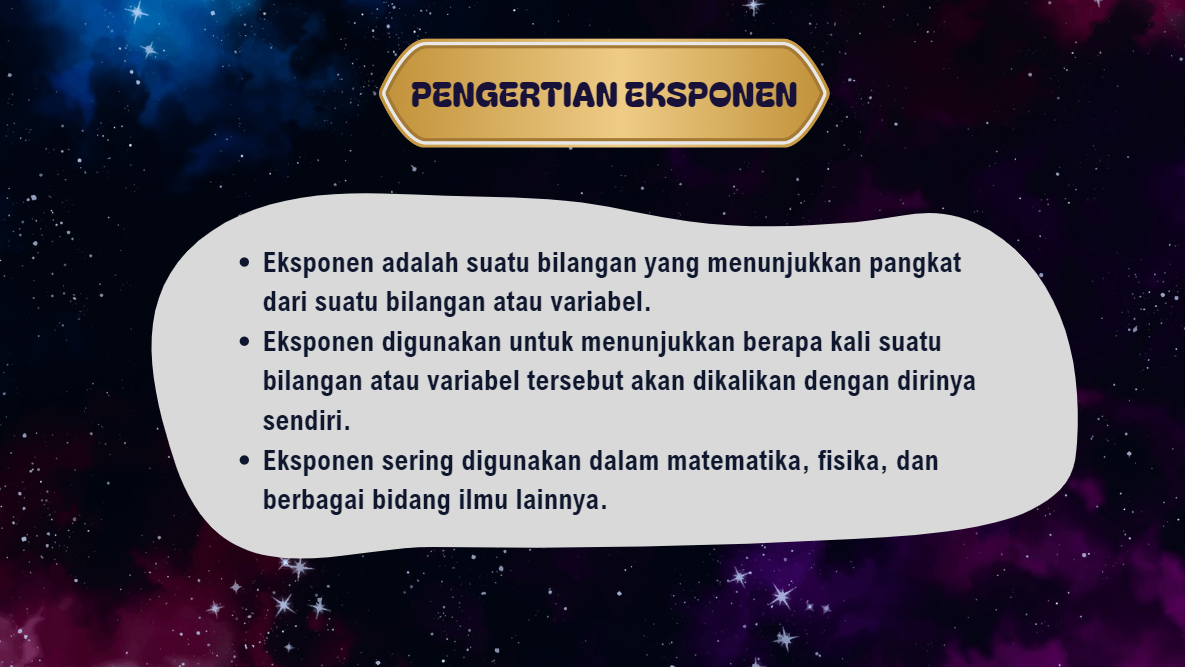 PENGERTIAN EKSPONEN
• Eksponen adalah suatu bilangan yang menunjukkan pangkat
dari suatu bilangan atau variabel.
• Eksponen digunakan untuk menunjukkan berapa kali suatu
bilangan atau variabel tersebut akan dikalikan dengan dirinya
sendiri.
• Eksponen sering digunakan dalam matematika, fisika, dan
berbagai bidang ilmu lainnya.